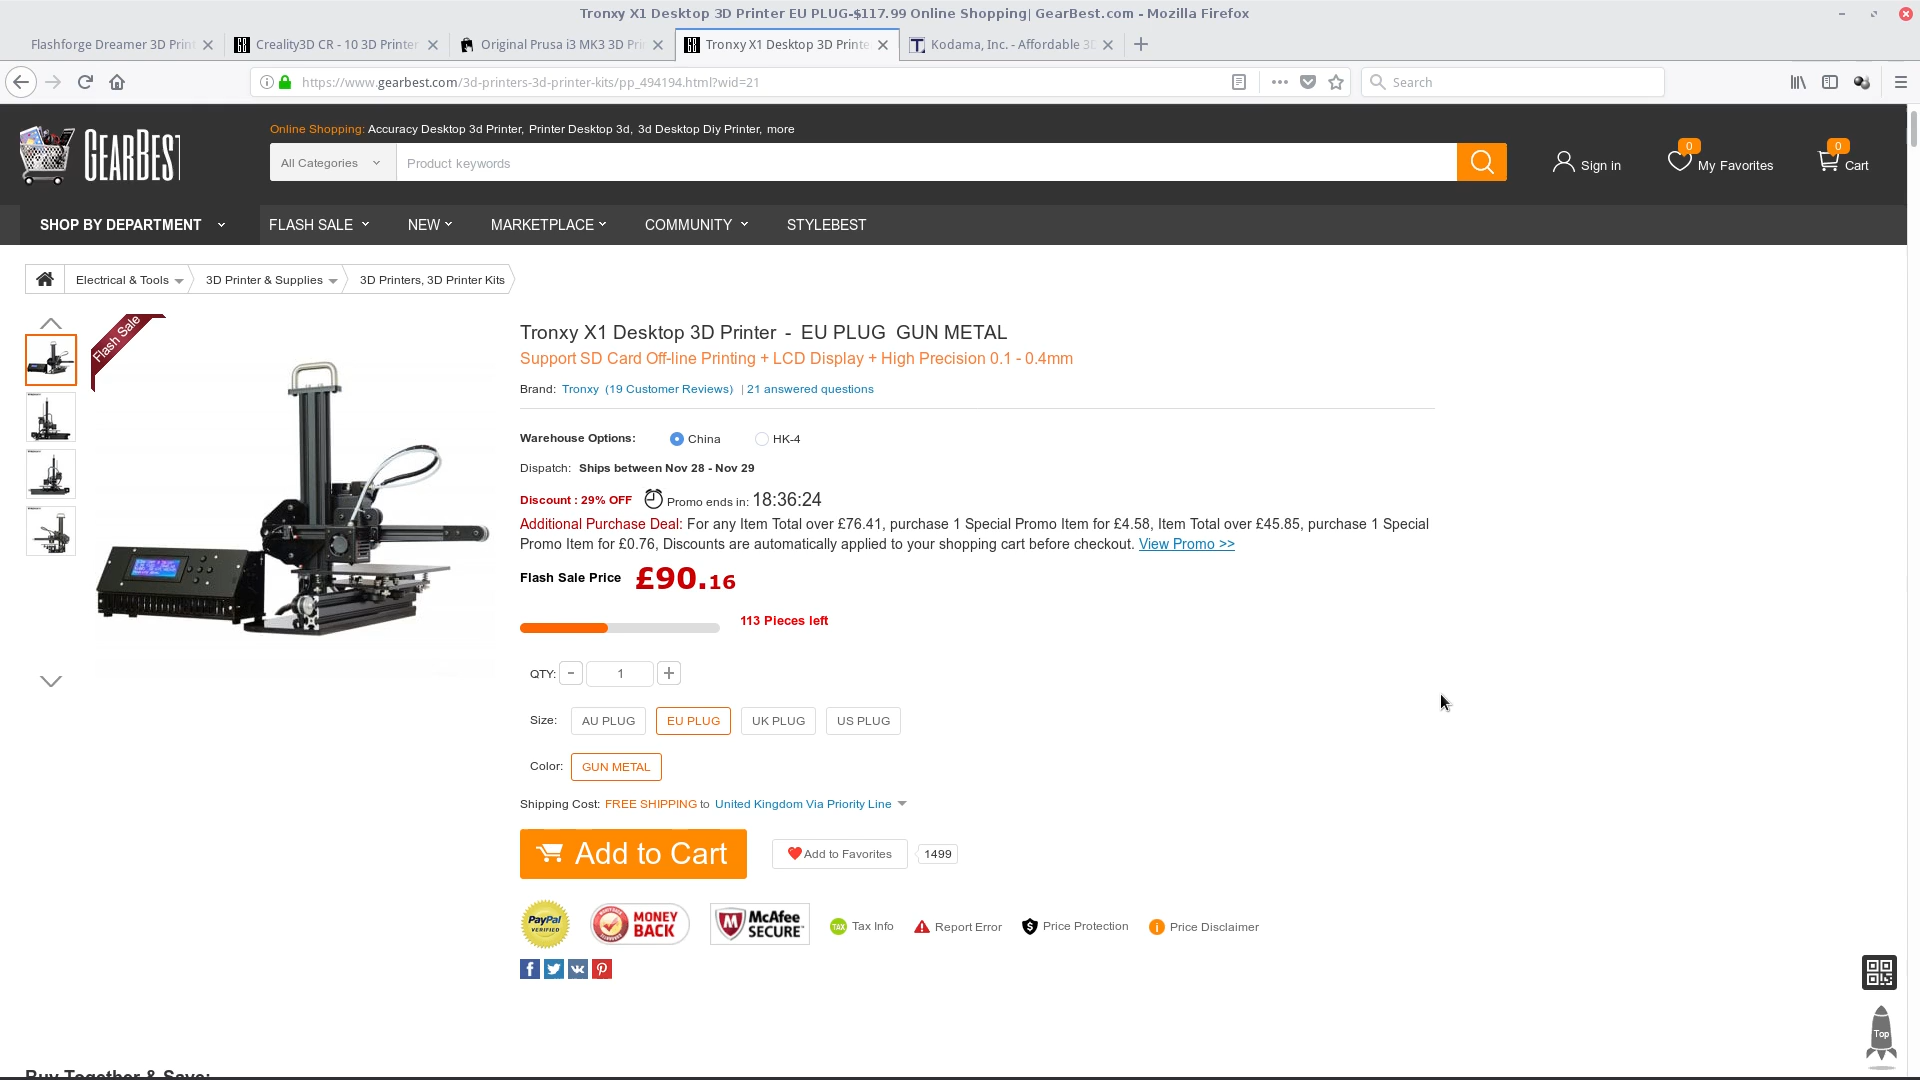 Tronxy X1 Desktop 3D Printer EU PLUG-$117.99 Online Shopping| GearBest.com - Mozilla Firefox
Flashforge Dreamer 3D Print
Creality3D CR - 10 3D Printer
Original Prusa i3 MK3 3D Pri
Tronxy X1 Desktop 3D Printe
Kodama, Inc. - Affordable 3D
https://www.gearbest.com/3d-printers-3d-printer-kits/pp_494194.html?wid=21
Search
GEARBEST
Online Shopping: Accuracy Desktop 3d Printer, Printer Desktop 3d, 3d Desktop Diy Printer, more
All Categories
Product keywords
Sign in
0
My Favorites
0
Cart
SHOP BY DEPARTMENT
FLASH SALE
NEW
MARKETPLACE
COMMUNITY
STYLEBEST
Electrical & Tools
3D Printer & Supplies
3D Printers, 3D Printer Kits
Flash Sale
Tronxy X1 Desktop 3D Printer - EU PLUG GUN METAL
Support SD Card Off-line Printing + LCD Display + High Precision 0.1 - 0.4mm
Brand: Tronxy (19 Customer Reviews) | 21 answered questions
Warehouse Options: China HK-4
Dispatch: Ships between Nov 28 - Nov 29
Discount : 29% OFF Promo ends in: 18:36:24
Additional Purchase Deal: For any Item Total over £76.41, purchase 1 Special Promo Item for £4.58, Item Total over £45.85, purchase 1 Special
Promo Item for £0.76, Discounts are automatically applied to your shopping cart before checkout. View Promo >>
Flash Sale Price £90.16
113 Pieces left
QTY: - 1 +
Size: AU PLUG EU PLUG UK PLUG US PLUG
Color: GUN METAL
Shipping Cost: FREE SHIPPING to United Kingdom Via Priority Line
Add to Cart
Add to Favorites
1499
PayPal
VERIFIED
MONEY
BACK
McAfee
SECURE
TAX
Tax Info
Report Error
Price Protection
Price Disclaimer
Top
Buy Together & Save: